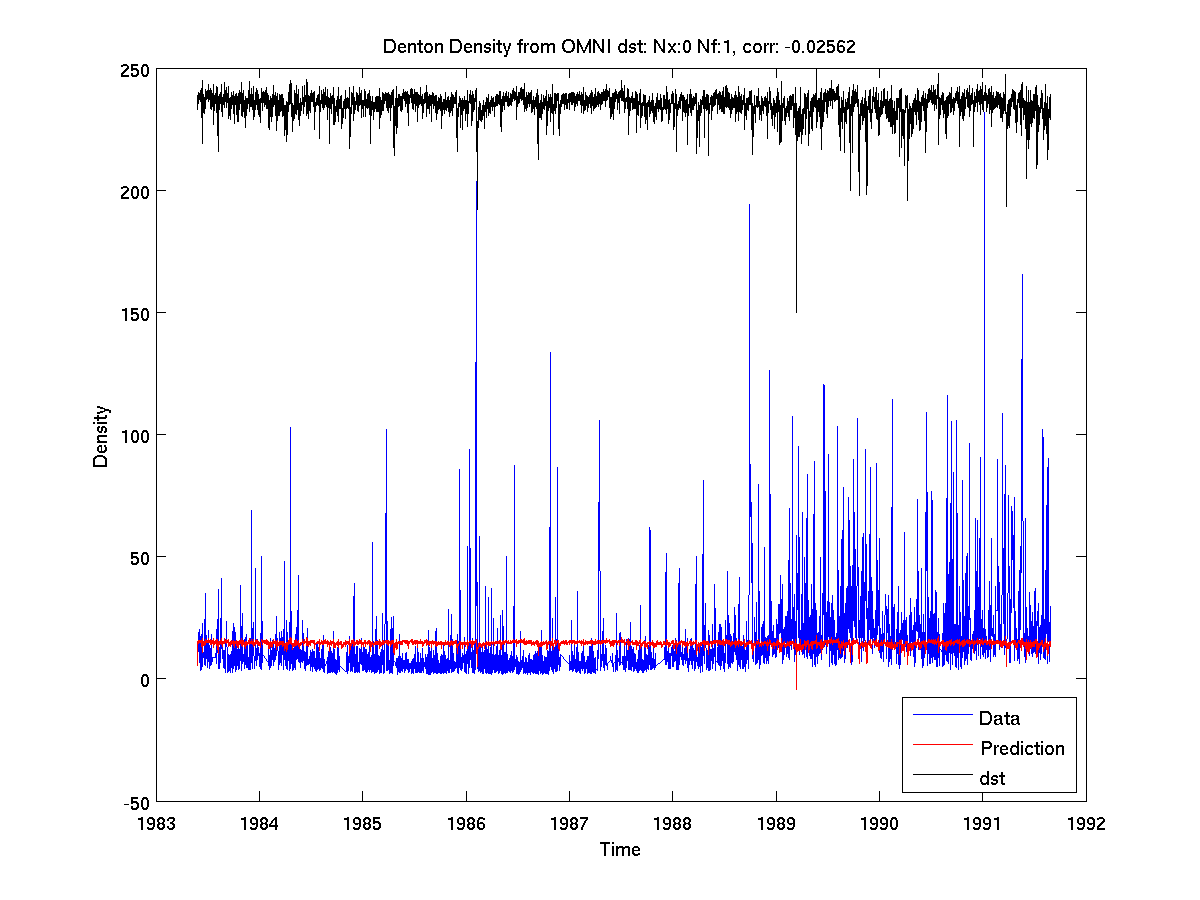 Denton Density from OMNI dst: Nx:0 Nf:1, corr: -0.02562
250
200
150
100
50
0
-50
Density
1983 1984 1985 1986 1987 1988 1989 1990 1991 1992
Time
Data
Prediction
dst